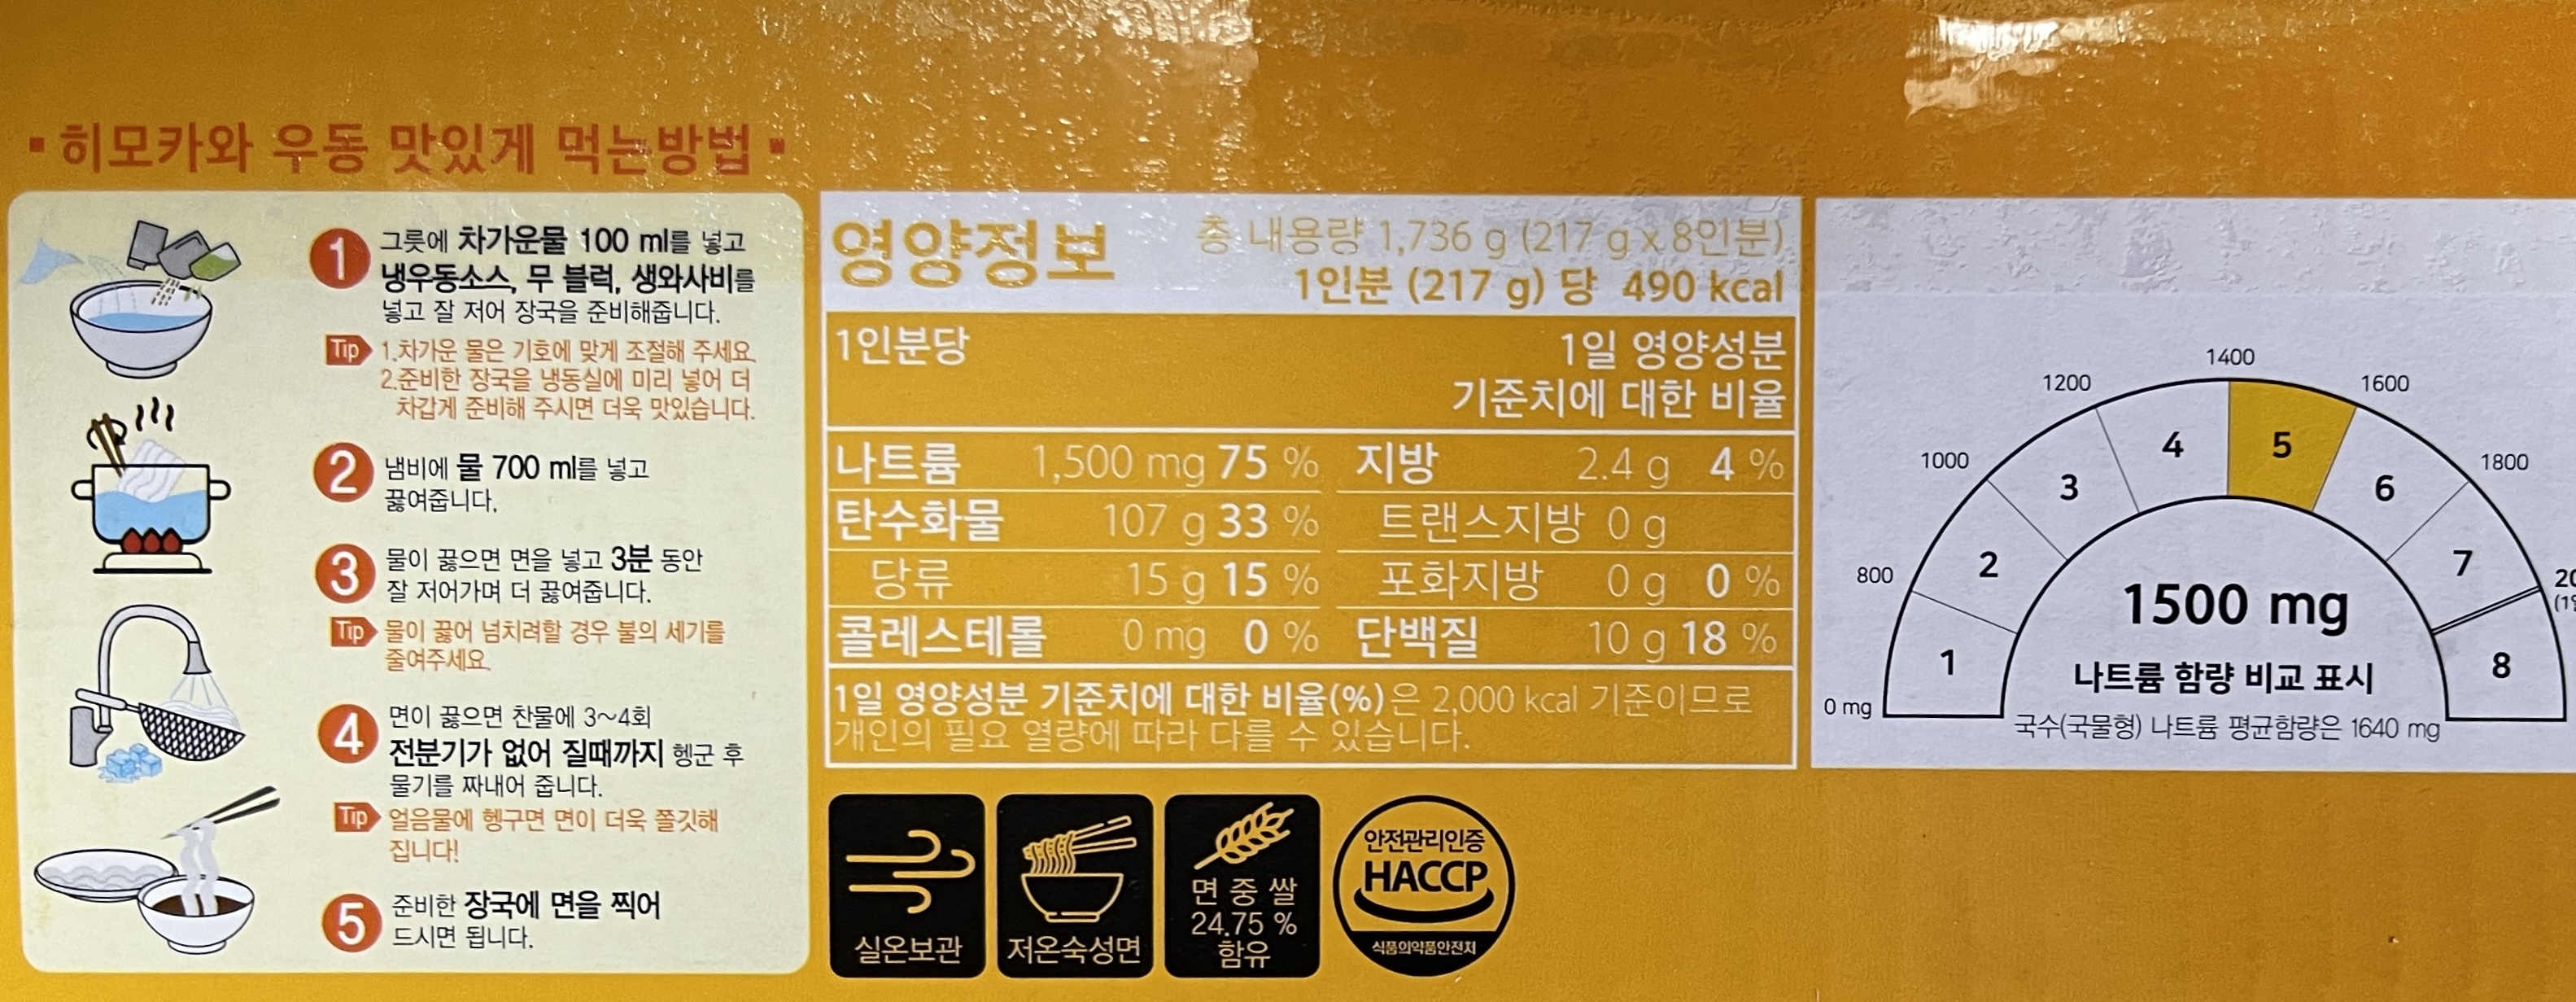 ▪ 히모카와 우동 맛있게 먹는방법 ▪
1 그릇에 차가운물 100 ml를 넣고
냉우동소스, 무 블럭, 생와사비를
넣고 잘 저어 장국을 준비해줍니다.
Tip 1.차가운 물은 기호에 맞게 조절해 주세요.
2.준비한 장국을 냉동실에 미리 넣어 더
차갑게 준비해 주시면 더욱 맛있습니다.
2 냄비에 물 700 ml를 넣고
끓여줍니다.
3 물이 끓으면 면을 넣고 3분 동안
잘 저어가며 더 끓여줍니다.
Tip 물이 끓어 넘치려할 경우 불의 세기를
줄여주세요.
4 면이 끓으면 찬물에 3~4회
전분기가 없어 질때까지 헹군 후
물기를 짜내어 줍니다.
Tip 얼음물에 헹구면 면이 더욱 쫄깃해
집니다!
5 준비한 장국에 면을 찍어
드시면 됩니다.
영양정보
총 내용량 1,736 g (217 g x 8인분)
1인분 (217 g) 당 490 kcal
1인분당 1일 영양성분
기준치에 대한 비율
나트륨 1,500 mg 75 % 지방 2.4 g 4 %
탄수화물 107 g 33 % 트랜스지방 0 g
당류 15 g 15 % 포화지방 0 g 0 %
콜레스테롤 0 mg 0 % 단백질 10 g 18 %
1일 영양성분 기준치에 대한 비율(%)은 2,000 kcal 기준이므로
개인의 필요 열량에 따라 다를 수 있습니다.
실온보관
저온숙성면
면 중 쌀
24.75 %
함유
안전관리인증
HACCP
식품의약품안전처
0 mg
800
1000
1200
1400
1600
1800
1
2
3
4
5
6
7
8
1500 mg
나트륨 함량 비교 표시
국수(국물형) 나트륨 평균함량은 1640 mg